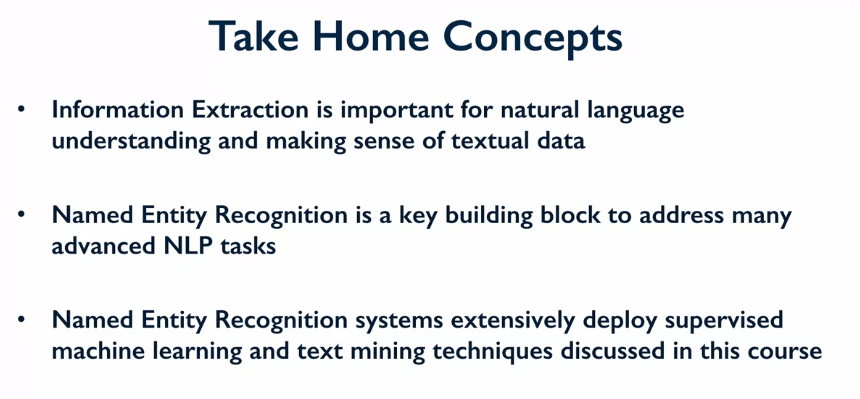 Take Home Concepts
• Information Extraction is important for natural language
understanding and making sense of textual data
• Named Entity Recognition is a key building block to address many
advanced NLP tasks
• Named Entity Recognition systems extensively deploy supervised
machine learning and text mining techniques discussed in this course